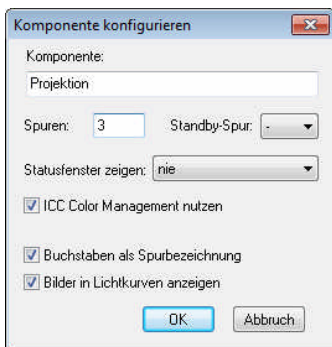 Komponente konfigurieren
Komponente:
Projektion
Spuren: 3 Standby-Spur: -
Statusfenster zeigen: nie
ICC Color Management nutzen
Buchstaben als Spurbezeichnung
Bilder in Lichtkurven anzeigen
OK Abbruch